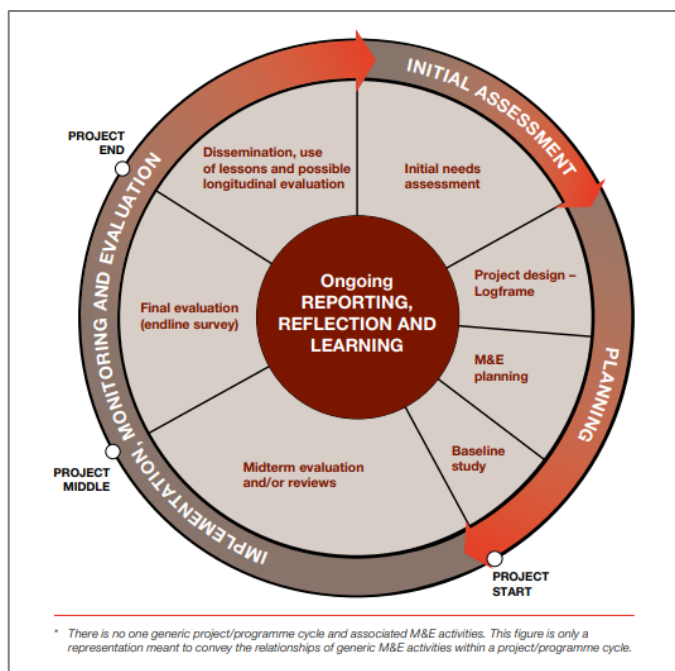 INITIAL ASSESSMENT
PLANNING
IMPLEMENTATION, MONITORING AND EVALUATION
PROJECT
END
PROJECT
MIDDLE
PROJECT
START
Dissemination, use
of lessons and possible
longitudinal evaluation
Initial needs
assessment
Project design –
Logframe
M&E
planning
Baseline
study
Midterm evaluation
and/or reviews
Final evaluation
(endline survey)
Ongoing
REPORTING,
REFLECTION AND
LEARNING
* There is no one generic project/programme cycle and associated M&E activities. This figure is only a
representation meant to convey the relationships of generic M&E activities within a project/programme cycle.